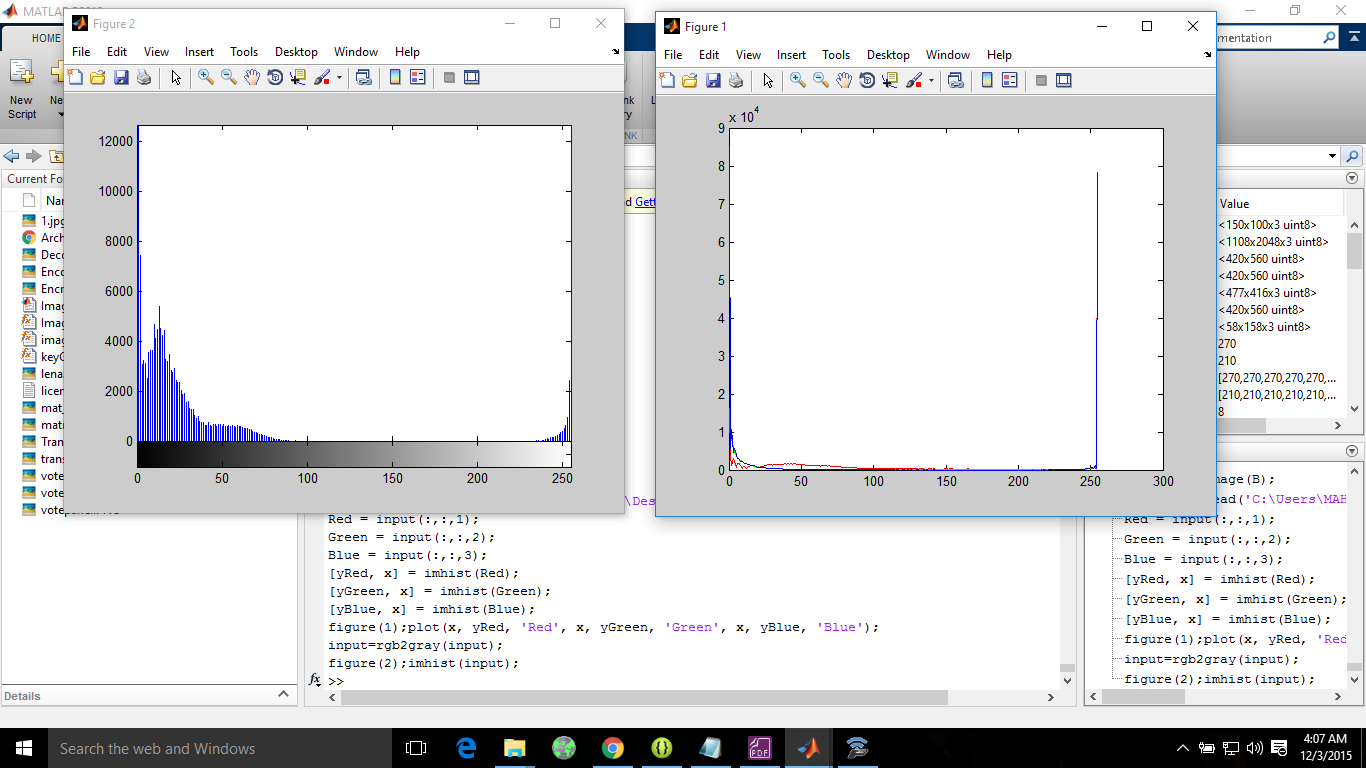 MATLAB
HOME
New
Script
Ne
Figure 2
File Edit View Insert Tools Desktop Window Help
12000
10000
8000
6000
4000
2000
0
0 50 100 150 200 250
Figure 1
File Edit View Insert Tools Desktop Window Help
x 10^4
9
8
7
6
5
4
3
2
1
0
0 50 100 150 200 250 300
mentation
nk
ry
L
NK
Current Fo
Nar
1.jpg
Arch
Deco
Enco
Encr
Imag
Imag
imag
keyG
lena
licen
mat_
matr
Tran
trans
vote
vote
Details
d Gett
\Des
Red = input(:,:,1);
Green = input(:,:,2);
Blue = input(:,:,3);
[yRed, x] = imhist(Red);
[yGreen, x] = imhist(Green);
[yBlue, x] = imhist(Blue);
figure(1);plot(x, yRed, 'Red', x, yGreen, 'Green', x, yBlue, 'Blue');
input=rgb2gray(input);
figure(2);imhist(input);
fx >>
Value
<150x100x3 uint8>
<1108x2048x3 uint8>
<420x560 uint8>
<420x560 uint8>
<477x416x3 uint8>
<420x560 uint8>
<58x158x3 uint8>
270
210
[270,270,270,270,270,...
[210,210,210,210,210,...
8
mage(B);
ead('C:\Users\MAH
Red = input(:,:,1);
Green = input(:,:,2);
Blue = input(:,:,3);
[yRed, x] = imhist(Red);
[yGreen, x] = imhist(Green);
[yBlue, x] = imhist(Blue);
figure(1);plot(x, yRed, 'Red
input=rgb2gray(input);
figure(2);imhist(input);
Search the web and Windows
PDF
4:07 AM
12/3/2015